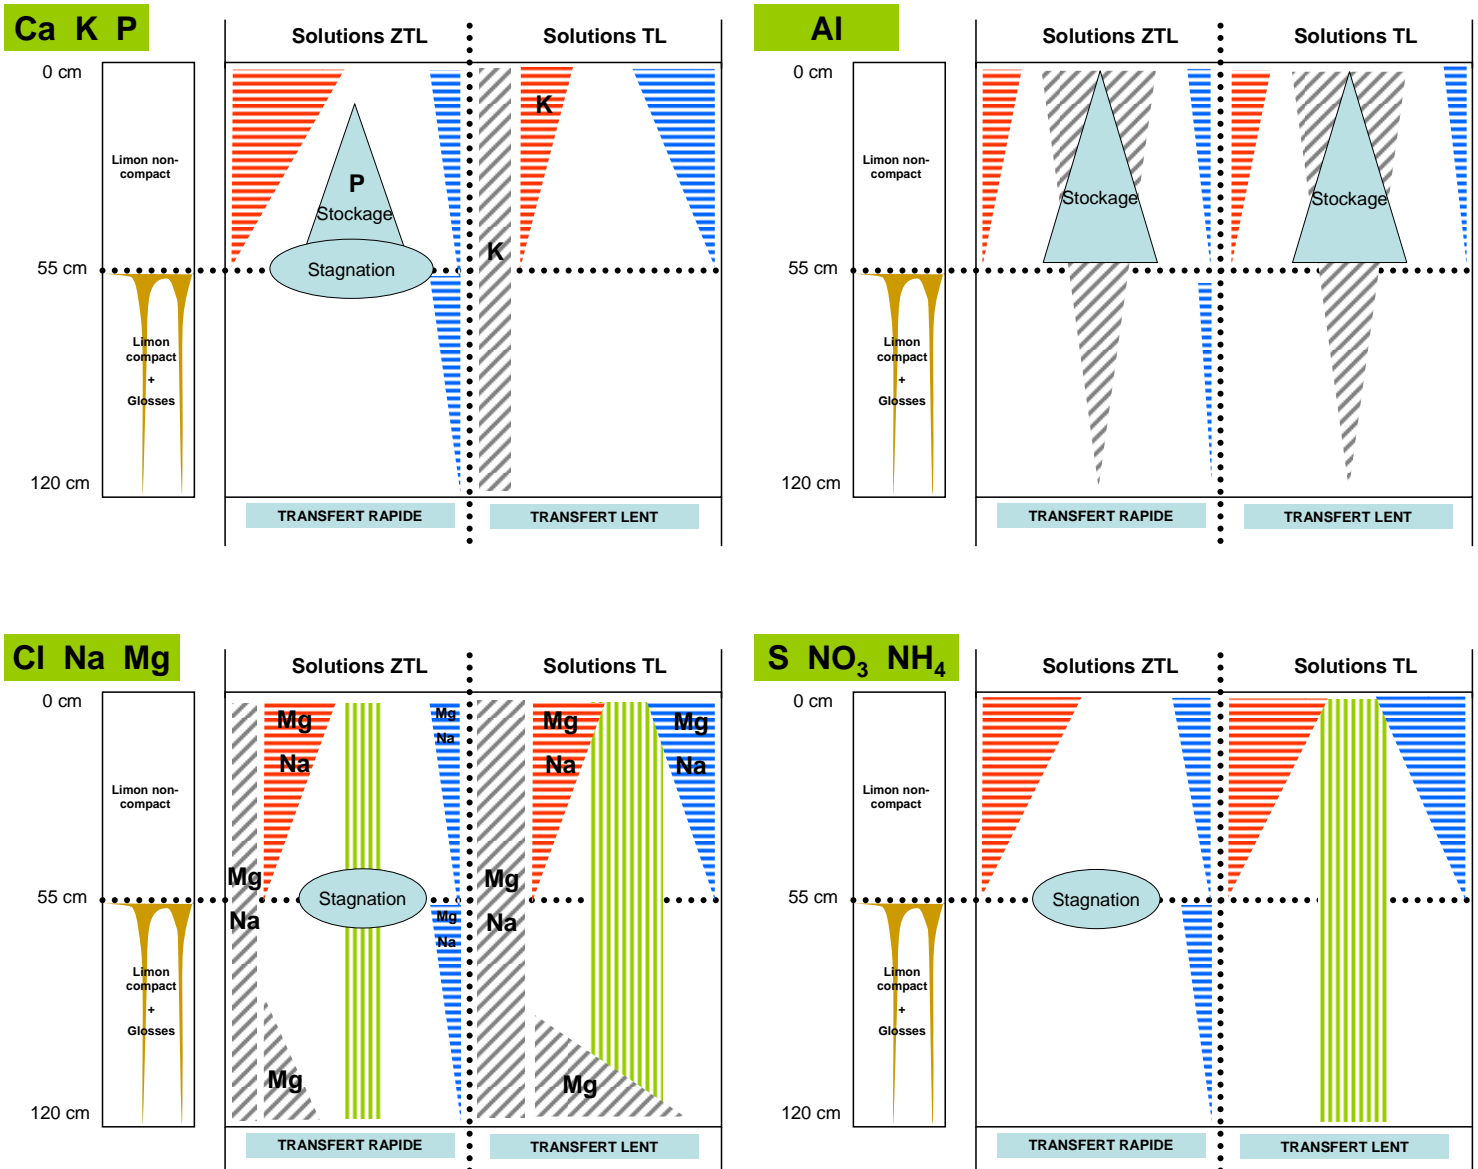 Ca K P
Solutions ZTL
Solutions TL
0 cm
K
Limon non-
compact
P
Stockage
K
55 cm
Stagnation
Limon
compact
+
Glosses
120 cm
TRANSFERT RAPIDE
TRANSFERT LENT
Al
Solutions ZTL
Solutions TL
0 cm
Limon non-
compact
Stockage
Stockage
55 cm
Limon
compact
+
Glosses
120 cm
TRANSFERT RAPIDE
TRANSFERT LENT
Cl Na Mg
Solutions ZTL
Solutions TL
0 cm
Mg
Mg
Mg
Mg
Na
Na
Na
Na
Limon non-
compact
Mg
Mg
55 cm
Stagnation
Na
Mg
Na
Na
Limon
compact
+
Glosses
Mg
Mg
120 cm
TRANSFERT RAPIDE
TRANSFERT LENT
S NO3 NH4
Solutions ZTL
Solutions TL
0 cm
Limon non-
compact
55 cm
Stagnation
Limon
compact
+
Glosses
120 cm
TRANSFERT RAPIDE
TRANSFERT LENT